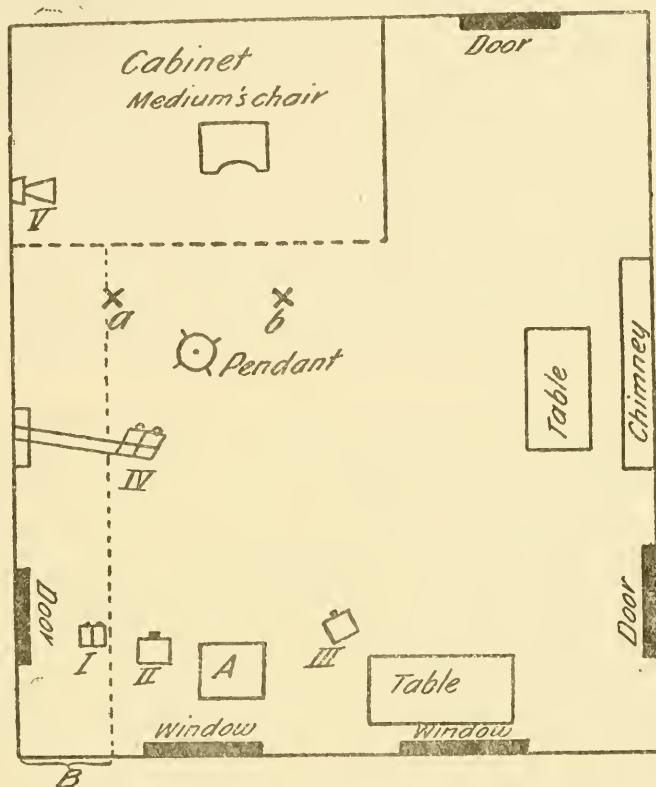 Door
Cabinet
Medium's chair
V
a
b
Pendant
Table
Chimney
IV
Door
Door
I
II
A
III
Table
Window
Window
B